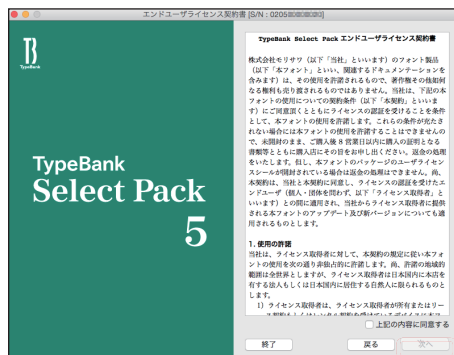 エンドユーザライセンス契約書 [S/N : 0205
TB
TypeBank
TypeBank
Select Pack
5
TypeBank Select Pack エンドユーザライセンス契約書
株式会社モリサワ（以下「当社」といいます）のフォント製品
（以下「本フォント」といい、関連するドキュメンテーションを
含みます）は、その使用を許諾されるもので、著作権その他如何
なる権利も売り渡されるものではありません。当社は、下記の本
フォントの使用についての契約条件（以下「本契約」といいま
す）にご同意頂くとともにライセンスの認証を受けることを条件
として、本フォントの使用を許諾します。これらの条件が充たさ
れない場合には本フォントの使用を許諾することはできませんの
で、未開封のまま、ご購入後８営業日以内に購入の証明となる
書類等とともに購入店にその旨をお申し出ください。返金の処理
をいたします。但し、本フォントのパッケージのユーザライセン
スシールが開封されている場合は返金の処理はできません。尚、
本契約は、当社と本契約に同意し、ライセンスの認証を受けたエ
ンドユーザ（個人・団体を問わず、以下「ライセンス取得者」と
いいます）との間に適用され、当社からライセンス取得者に提供
される本フォントのアップデート及び新バージョンについても適
用されるものとします。
1. 使用の許諾
当社は、ライセンス取得者に対して、本契約の規定に従い本フォ
ントの使用を次の通り非独占的に許諾します。尚、許諾の地域的
範囲は全世界としますが、ライセンス取得者は日本国内に本店を
有する法人もしくは日本国内に居住する自然人に限られるものと
します。
1）ライセンス取得者は、ライセンス取得者が所有またはリー
上記の内容に同意する
終了
戻る
次へ